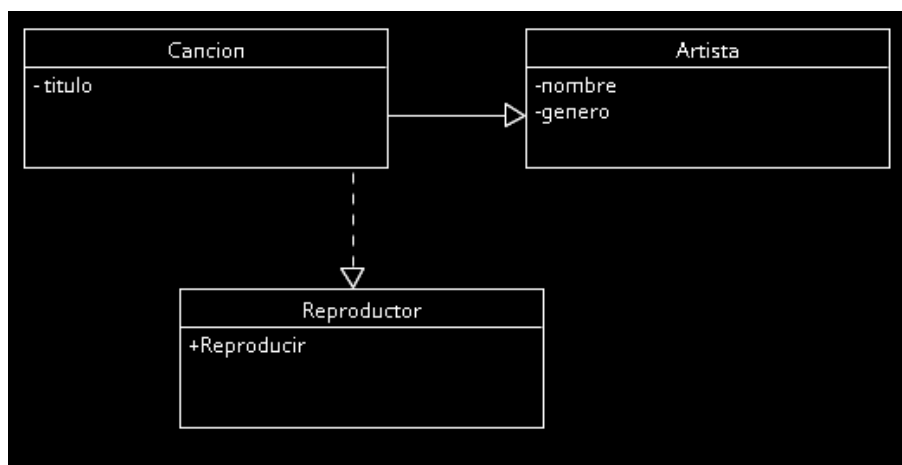 Cancion
- titulo
Artista
-nombre
-genero
Reproductor
+Reproducir